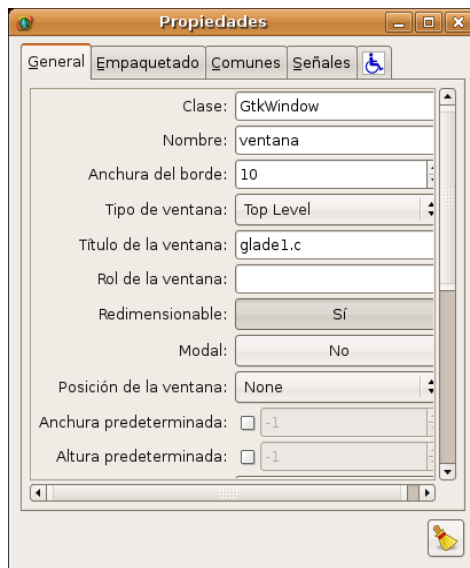 Propiedades
General Empaquetado Comunes Señales
Clase: GtkWindow
Nombre: ventana
Anchura del borde: 10
Tipo de ventana: Top Level
Título de la ventana: glade1.c
Rol de la ventana:
Redimensionable: Sí
Modal: No
Posición de la ventana: None
Anchura predeterminada: -1
Altura predeterminada: -1